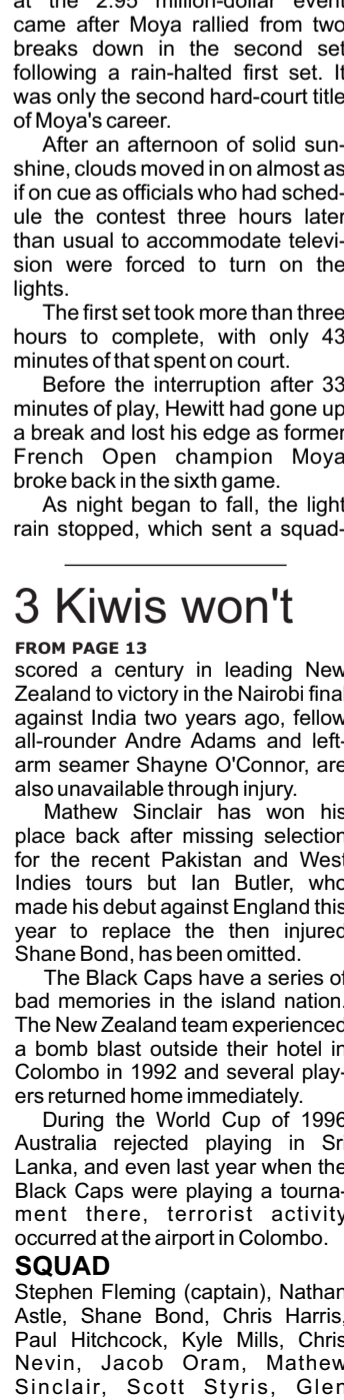 at the 2.95 million-dollar event
came after Moya rallied from two
breaks down in the second set
following a rain-halted first set. It
was only the second hard-court title
of Moya's career.
After an afternoon of solid sun-
shine, clouds moved in on almost as
if on cue as officials who had sched-
ule the contest three hours later
than usual to accommodate televi-
sion were forced to turn on the
lights.
The first set took more than three
hours to complete, with only 43
minutes of that spent on court.
Before the interruption after 33
minutes of play, Hewitt had gone up
a break and lost his edge as former
French Open champion Moya
broke back in the sixth game.
As night began to fall, the light
rain stopped, which sent a squad-
3 Kiwis won't
FROM PAGE 13
scored a century in leading New
Zealand to victory in the Nairobi final
against India two years ago, fellow
all-rounder Andre Adams and left-
arm seamer Shayne O'Connor, are
also unavailable through injury.
Mathew Sinclair has won his
place back after missing selection
for the recent Pakistan and West
Indies tours but Ian Butler, who
made his debut against England this
year to replace the then injured
Shane Bond, has been omitted.
The Black Caps have a series of
bad memories in the island nation.
The New Zealand team experienced
a bomb blast outside their hotel in
Colombo in 1992 and several play-
ers returned home immediately.
During the World Cup of 1996
Australia rejected playing in Sri
Lanka, and even last year when the
Black Caps were playing a tourna-
ment there, terrorist activity
occurred at the airport in Colombo.
SQUAD
Stephen Fleming (captain), Nathan
Astle, Shane Bond, Chris Harris,
Paul Hitchcock, Kyle Mills, Chris
Nevin, Jacob Oram, Mathew
Sinclair, Scott Styris, Glen